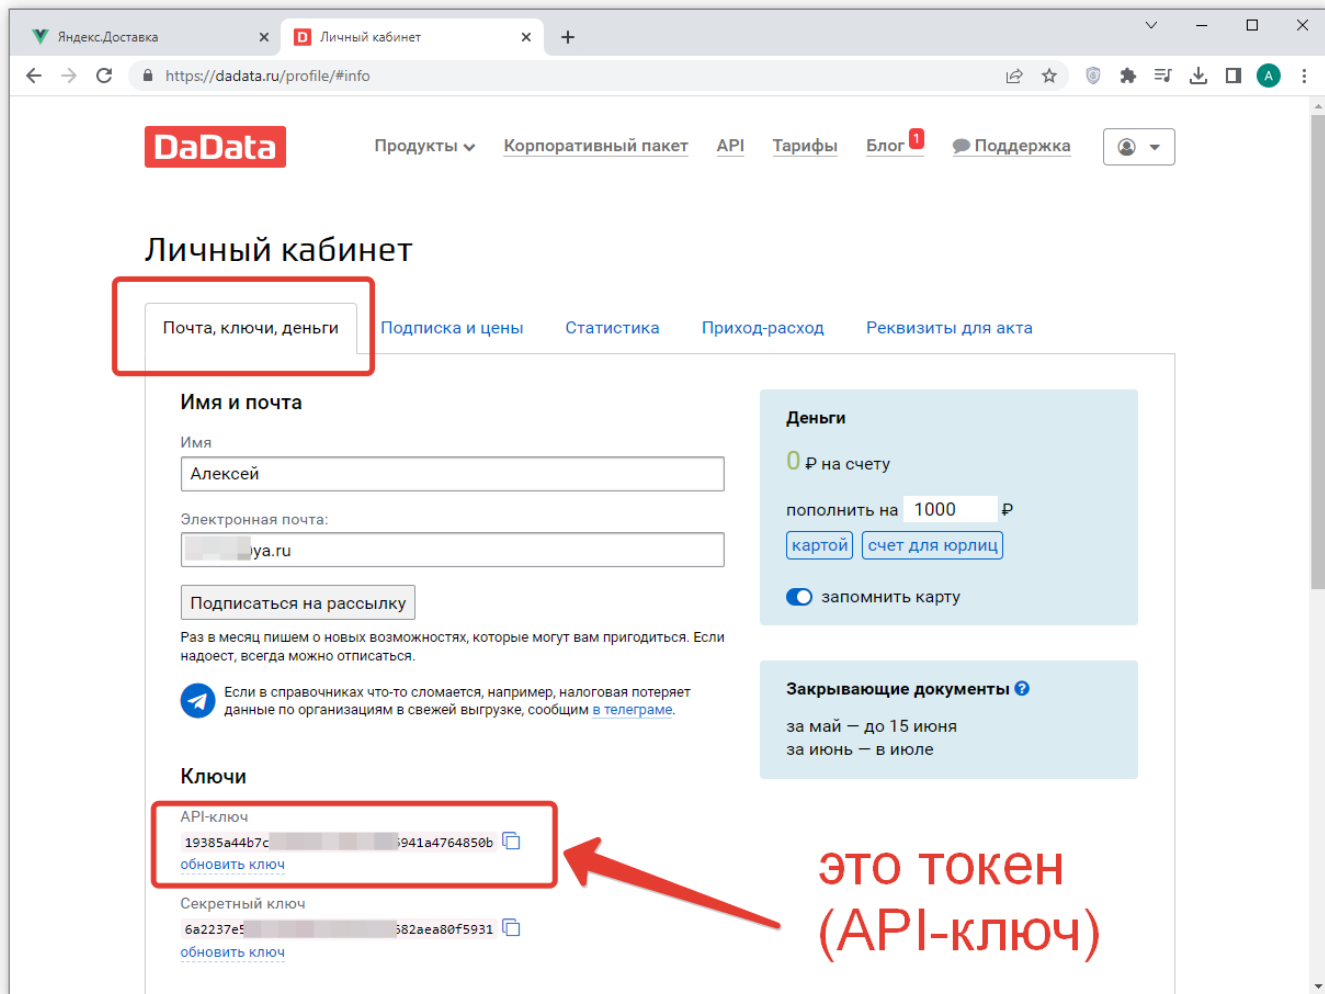 Яндекс.Доставка
Личный кабинет
https://dadata.ru/profile/#info
A
DaData
Продукты
Корпоративный пакет
API
Тарифы
Блог 1
Поддержка
Личный кабинет
Почта, ключи, деньги
Подписка и цены
Статистика
Приход-расход
Реквизиты для акта
Имя и почта
Имя
Алексей
Электронная почта:
ya.ru
Подписаться на рассылку
Раз в месяц пишем о новых возможностях, которые могут вам пригодиться. Если
надоест, всегда можно отписаться.
Если в справочниках что-то сломается, например, налоговая потеряет
данные по организациям в свежей выгрузке, сообщим в телеграме.
Деньги
0 ₽ на счету
пополнить на 1000 ₽
картой
счет для юрлиц
запомнить карту
Закрывающие документы ?
за май — до 15 июня
за июнь — в июле
Ключи
API-ключ
19385a44b7c 941a4764850b
обновить ключ
Секретный ключ
6a2237e5 82aea80f5931
обновить ключ
это токен
(API-ключ)